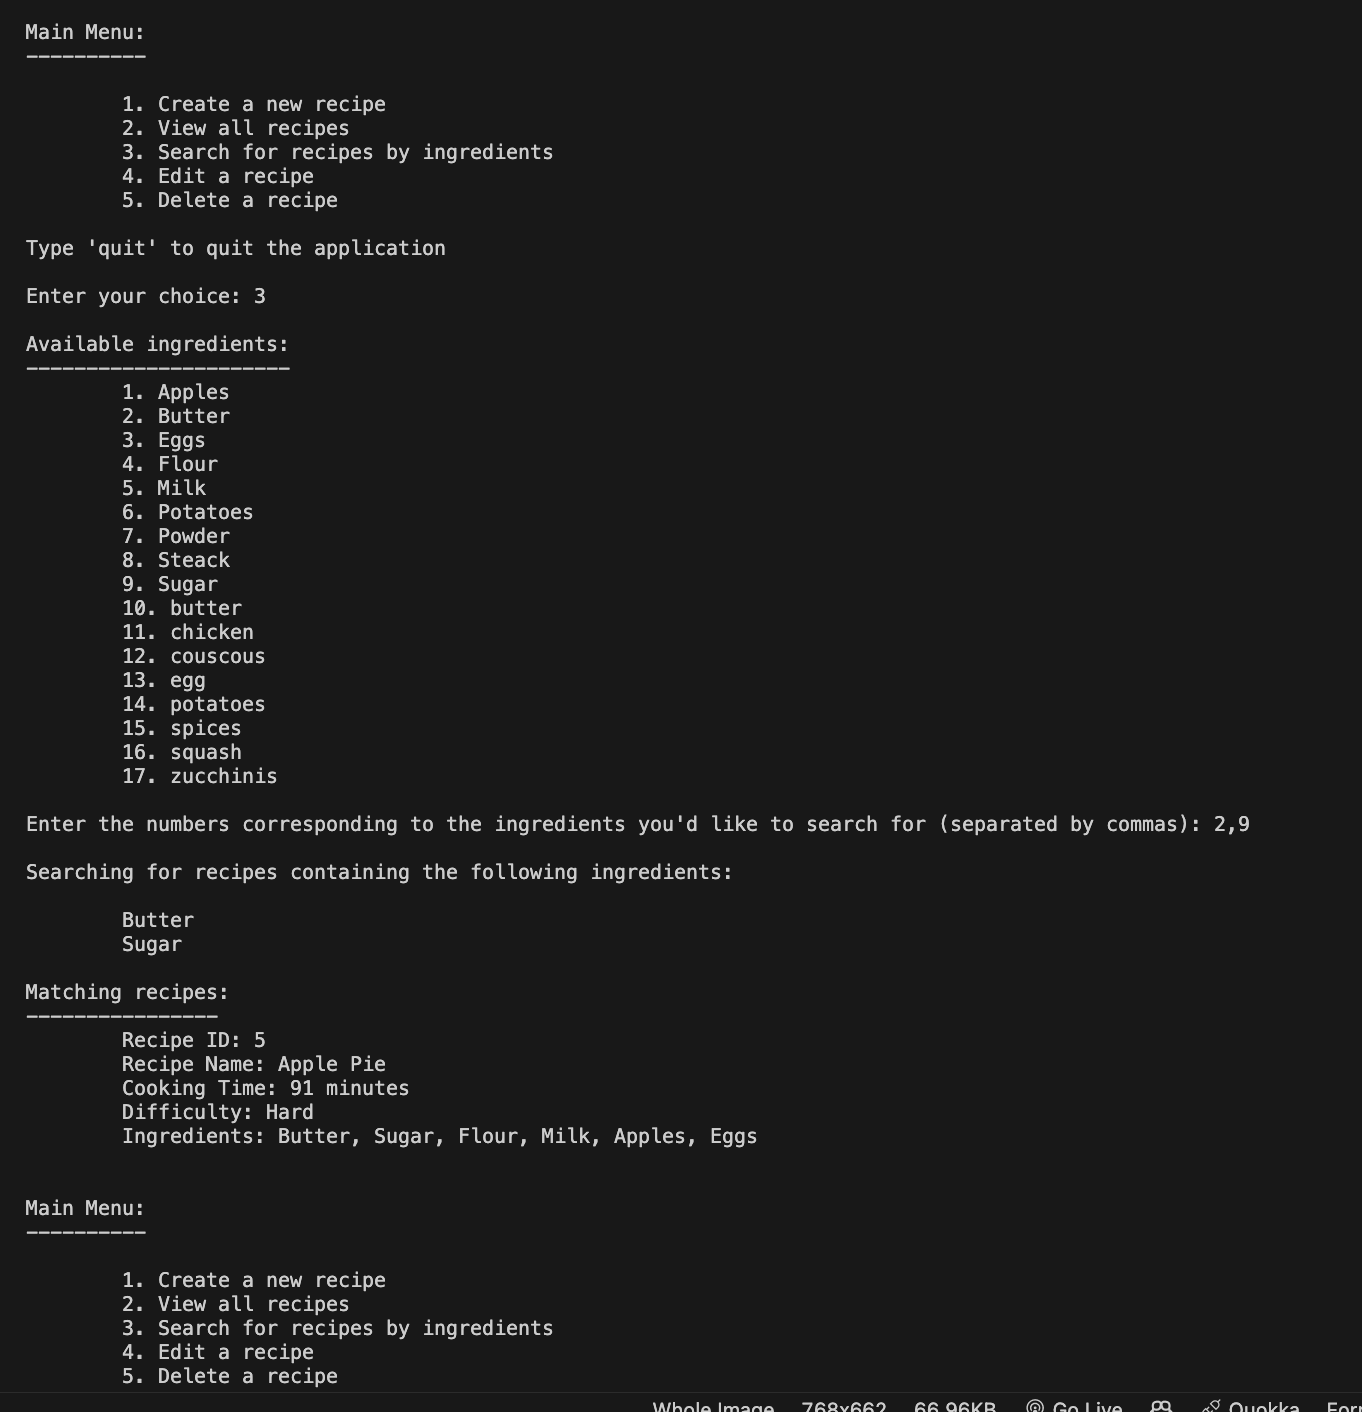 Main Menu:
----------
1. Create a new recipe
2. View all recipes
3. Search for recipes by ingredients
4. Edit a recipe
5. Delete a recipe
Type 'quit' to quit the application
Enter your choice: 3
Available ingredients:
----------------------
1. Apples
2. Butter
3. Eggs
4. Flour
5. Milk
6. Potatoes
7. Powder
8. Steack
9. Sugar
10. butter
11. chicken
12. couscous
13. egg
14. potatoes
15. spices
16. squash
17. zucchinis
Enter the numbers corresponding to the ingredients you'd like to search for (separated by commas): 2,9
Searching for recipes containing the following ingredients:
Butter
Sugar
Matching recipes:
----------------
Recipe ID: 5
Recipe Name: Apple Pie
Cooking Time: 91 minutes
Difficulty: Hard
Ingredients: Butter, Sugar, Flour, Milk, Apples, Eggs
Main Menu:
----------
1. Create a new recipe
2. View all recipes
3. Search for recipes by ingredients
4. Edit a recipe
5. Delete a recipe
Whole Image 768x662 66.96KB Go Live Quokka